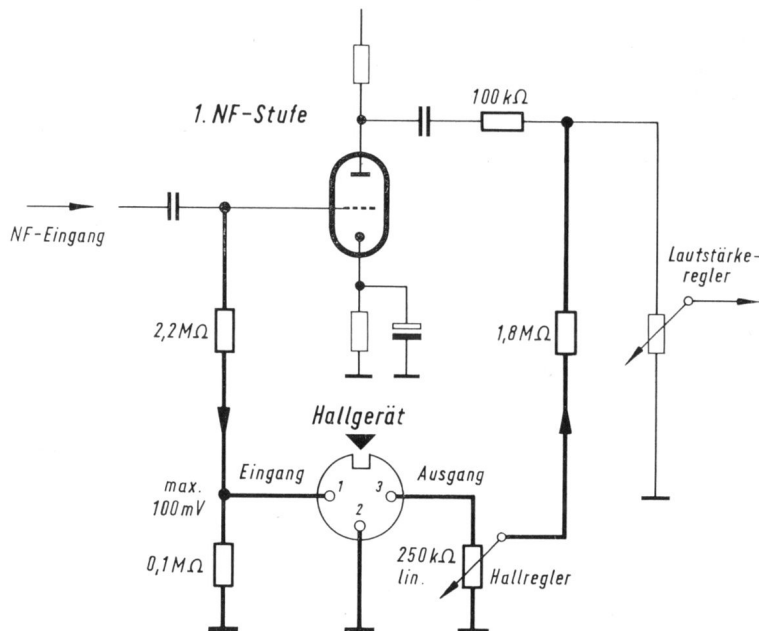 100 kΩ
1. NF-Stufe
NF-Eingang
Lautstärke-
regler
2,2 MΩ
1,8 MΩ
Hallgerät
Eingang
Ausgang
max.
100 mV
1
2
3
0,1 MΩ
250 kΩ
lin.
Hallregler